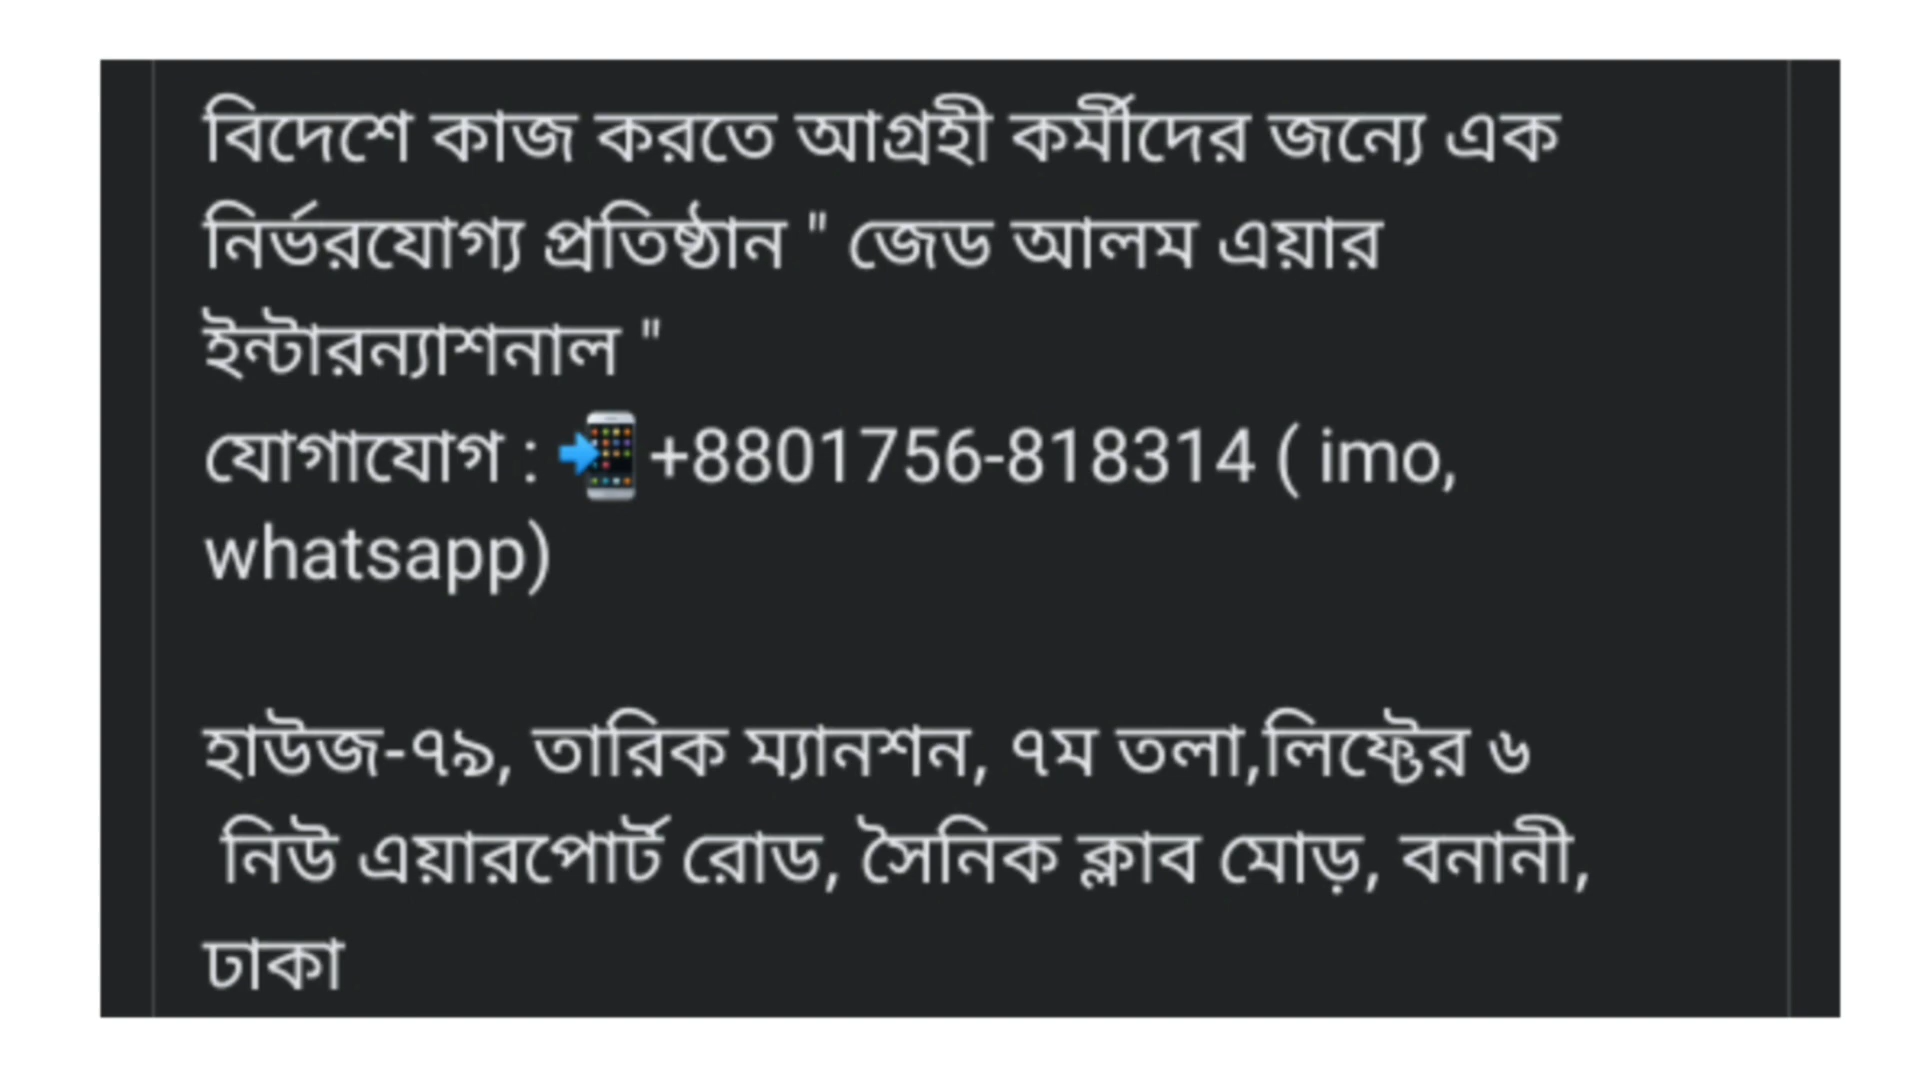 বিদেশে কাজ করতে আগ্রহী কর্মীদের জন্যে এক
নির্ভরযোগ্য প্রতিষ্ঠান " জেড আলম এয়ার
ইন্টারন্যাশনাল "
যোগাযোগ : 📲+8801756-818314 ( imo,
whatsapp)
হাউজ-৭৯, তারিক ম্যানশন, ৭ম তলা,লিফ্টের ৬
নিউ এয়ারপোর্ট রোড, সৈনিক ক্লাব মোড়, বনানী,
ঢাকা